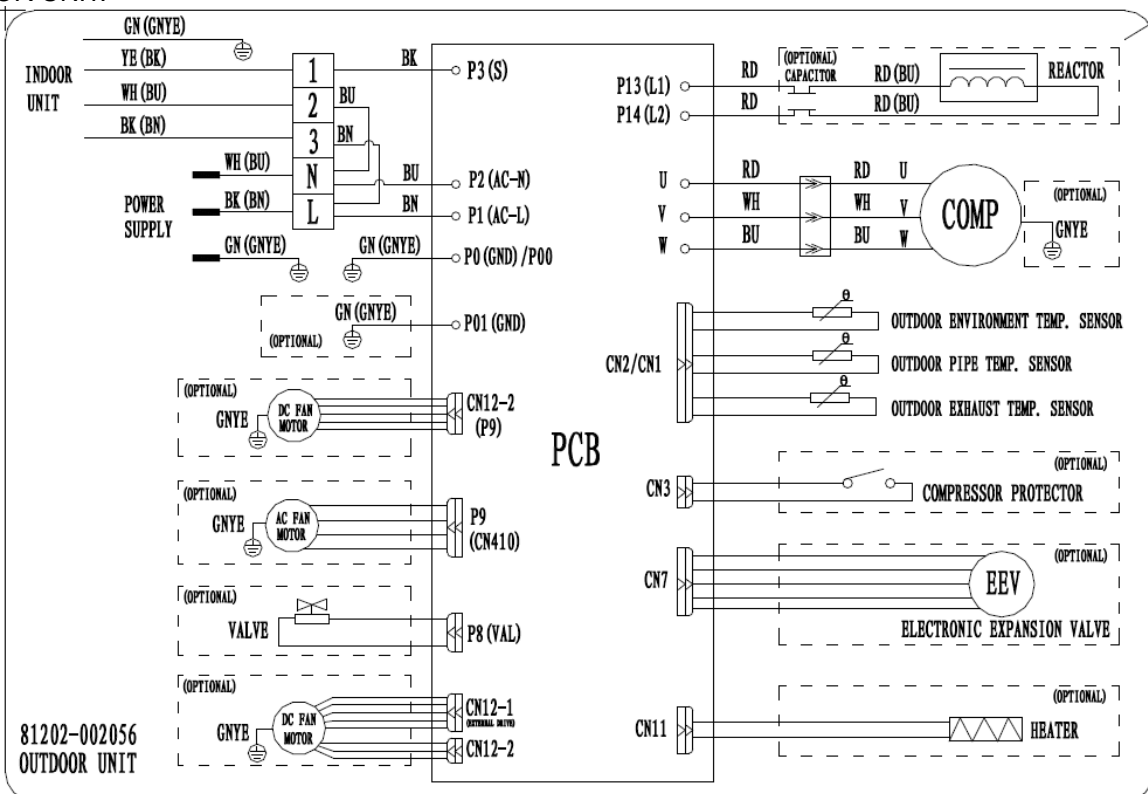 GN (GNYE)
INDOOR
UNIT
YE (BK)
WH (BU)
BK (BN)
1
2
3
N
L
BK
BU
BN
BU
BN
WH (BU)
BK (BN)
GN (GNYE)
POWER
SUPPLY
GN (GNYE)
P3 (S)
P2 (AC-N)
P1 (AC-L)
P0 (GND) /P00
GN (GNYE)
(OPTIONAL)
P01 (GND)
(OPTIONAL)
GNYE
DC FAN
MOTOR
CN12-2
(P9)
(OPTIONAL)
GNYE
AC FAN
MOTOR
P9
(CN410)
(OPTIONAL)
VALVE
P8 (VAL)
(OPTIONAL)
GNYE
DC FAN
MOTOR
CN12-1
(EXTERNAL DRIVE)
CN12-2
81202-002056
OUTDOOR UNIT
PCB
P13 (L1)
P14 (L2)
RD
RD
(OPTIONAL)
CAPACITOR
RD (BU)
RD (BU)
REACTOR
U
V
W
RD
WH
BU
RD
WH
BU
U
V
W
COMP
(OPTIONAL)
GNYE
CN2/CN1
θ
OUTDOOR ENVIRONMENT TEMP. SENSOR
θ
OUTDOOR PIPE TEMP. SENSOR
θ
OUTDOOR EXHAUST TEMP. SENSOR
CN3
(OPTIONAL)
COMPRESSOR PROTECTOR
CN7
(OPTIONAL)
EEV
ELECTRONIC EXPANSION VALVE
CN11
(OPTIONAL)
HEATER